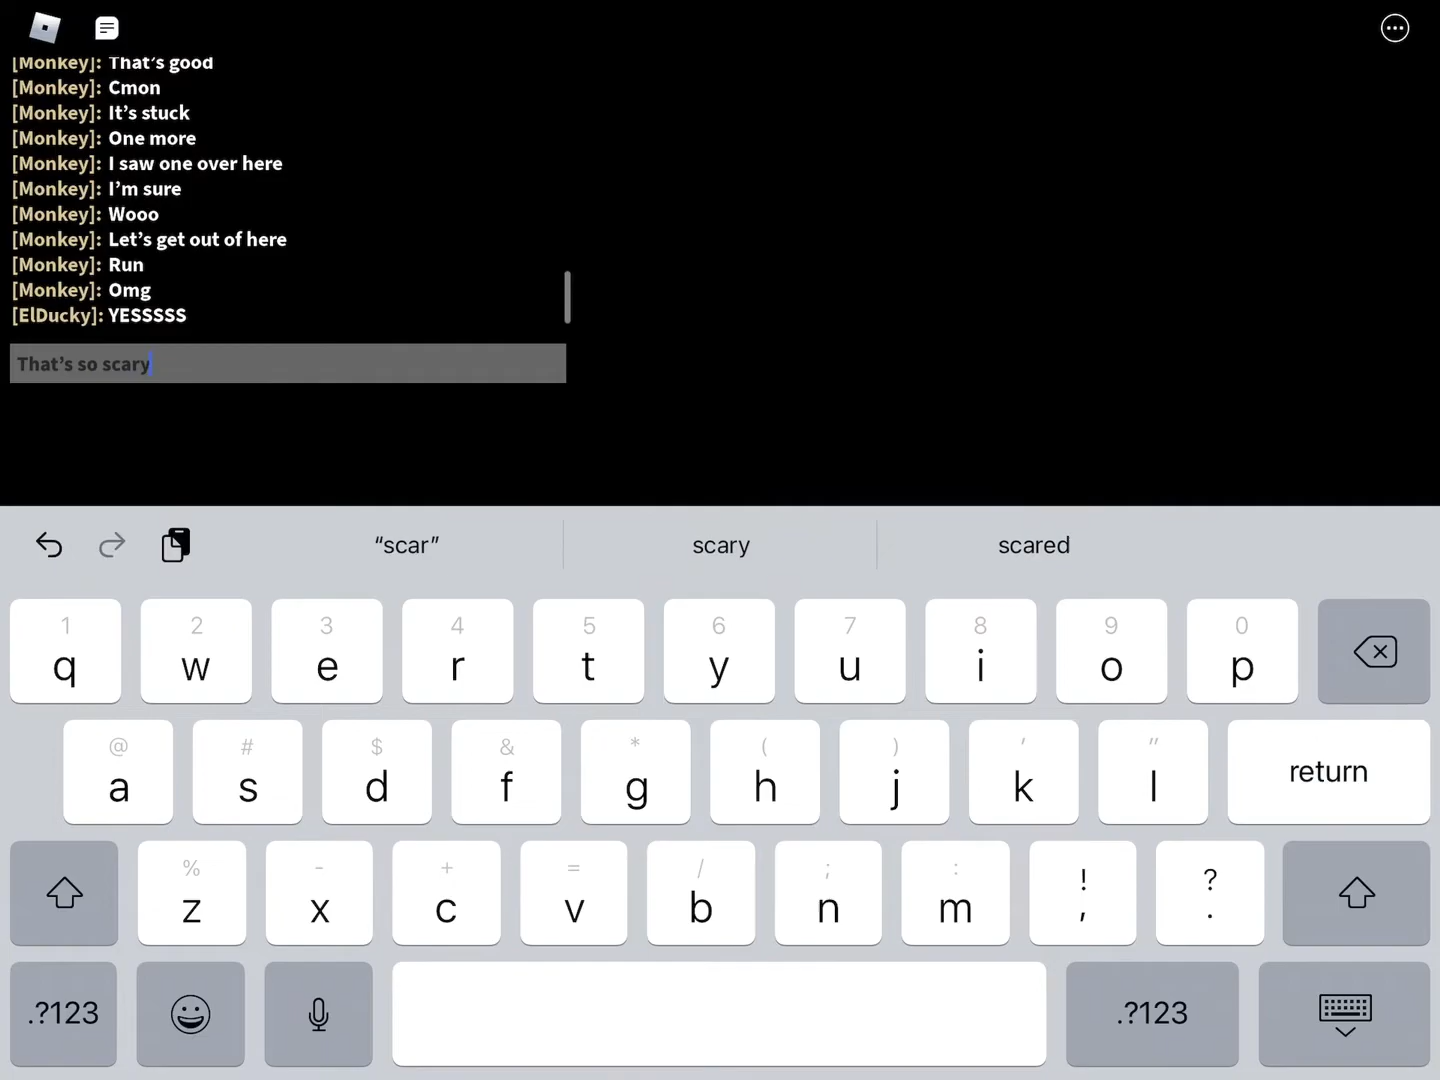 [Monkey]: That's good
[Monkey]: Cmon
[Monkey]: It’s stuck
[Monkey]: One more
[Monkey]: I saw one over here
[Monkey]: I’m sure
[Monkey]: Wooo
[Monkey]: Let’s get out of here
[Monkey]: Run
[Monkey]: Omg
[ElDucky]: YESSSSS
That’s so scary
“scar” scary scared
1 2 3 4 5 6 7 8 9 0
q w e r t y u i o p
@ # $ & * ( ) ' "
a s d f g h j k l return
% - + = / ; : ! ?
z x c v b n m , .
.?123 .?123